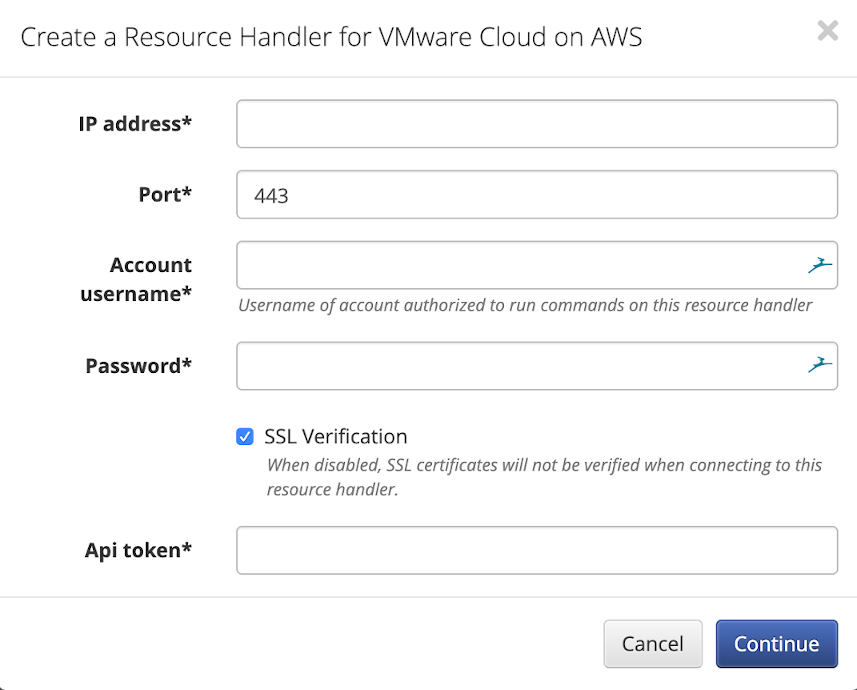 Create a Resource Handler for VMware Cloud on AWS
IP address*
Port*
443
Account
username*
Username of account authorized to run commands on this resource handler
Password*
SSL Verification
When disabled, SSL certificates will not be verified when connecting to this
resource handler.
Api token*
Cancel
Continue